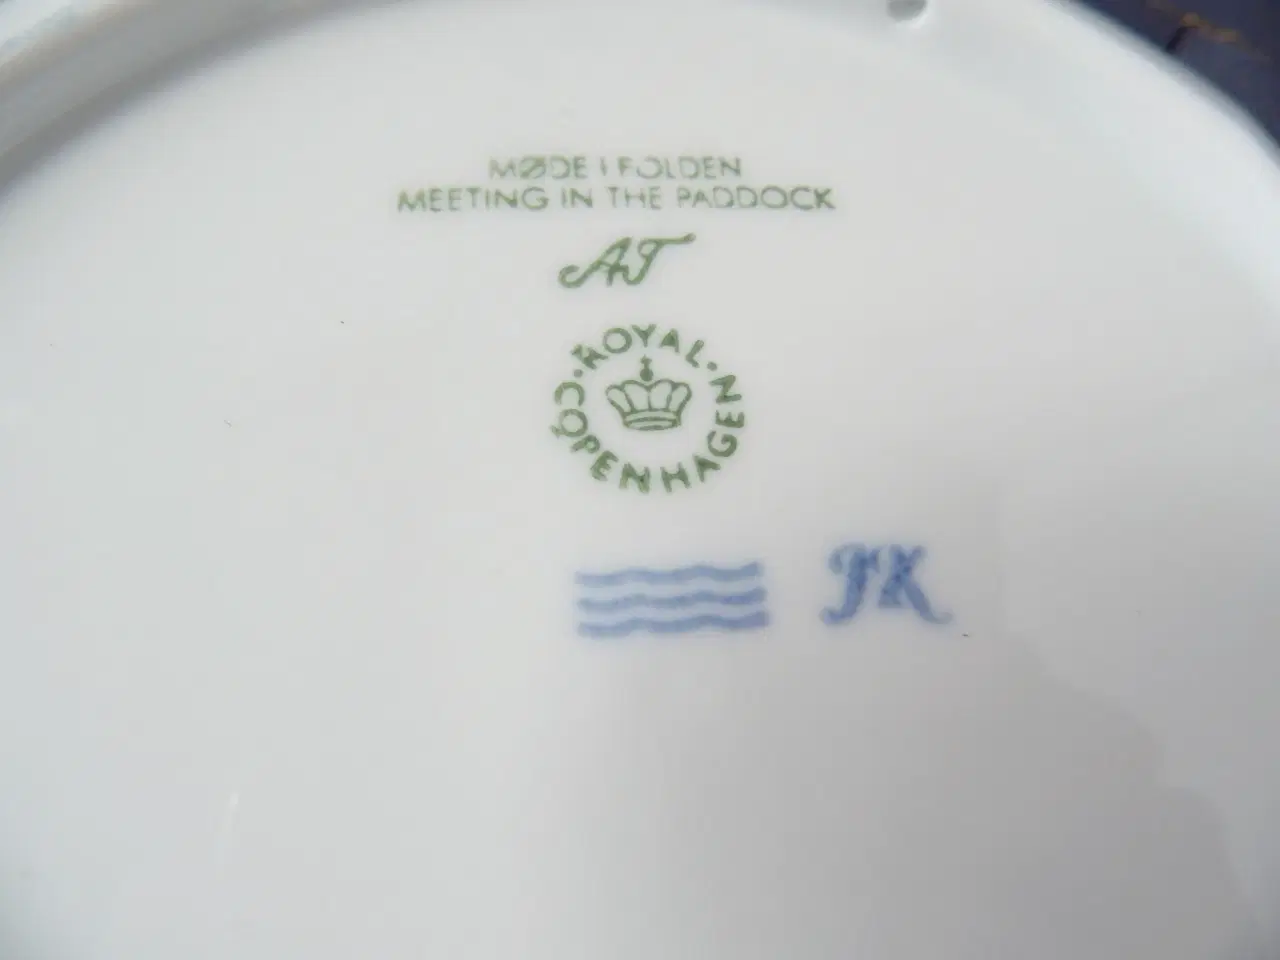 MØDE I FOLDEN
MEETING IN THE PADDOCK
AT
ROYAL · COPENHAGEN ·